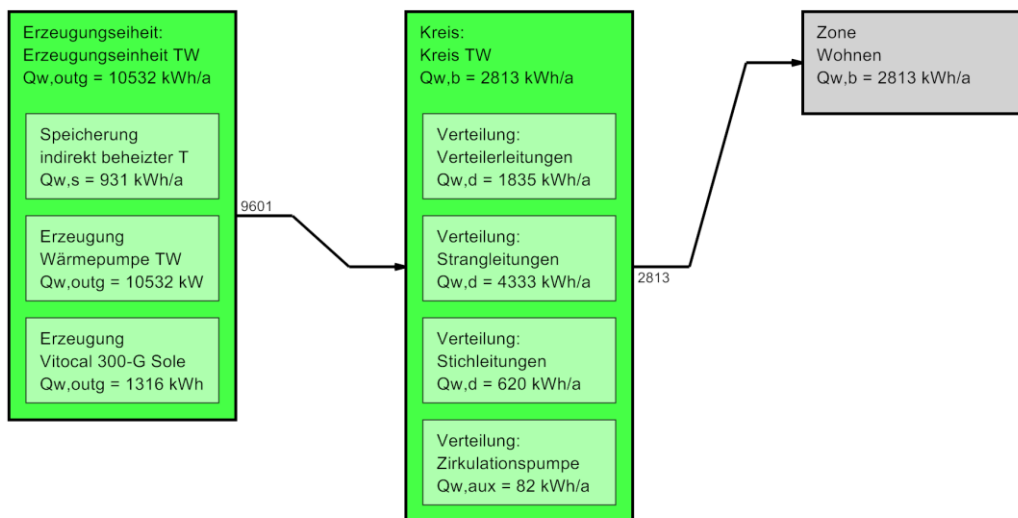 Erzeugungseiheit:
Erzeugungseinheit TW
Qw,outg = 10532 kWh/a
Speicherung
indirekt beheizter T
Qw,s = 931 kWh/a
Erzeugung
Wärmepumpe TW
Qw,outg = 10532 kW
Erzeugung
Vitocal 300-G Sole
Qw,outg = 1316 kWh
9601
Kreis:
Kreis TW
Qw,b = 2813 kWh/a
Verteilung:
Verteilerleitungen
Qw,d = 1835 kWh/a
Verteilung:
Strangleitungen
Qw,d = 4333 kWh/a
Verteilung:
Stichleitungen
Qw,d = 620 kWh/a
Verteilung:
Zirkulationspumpe
Qw,aux = 82 kWh/a
2813
Zone
Wohnen
Qw,b = 2813 kWh/a